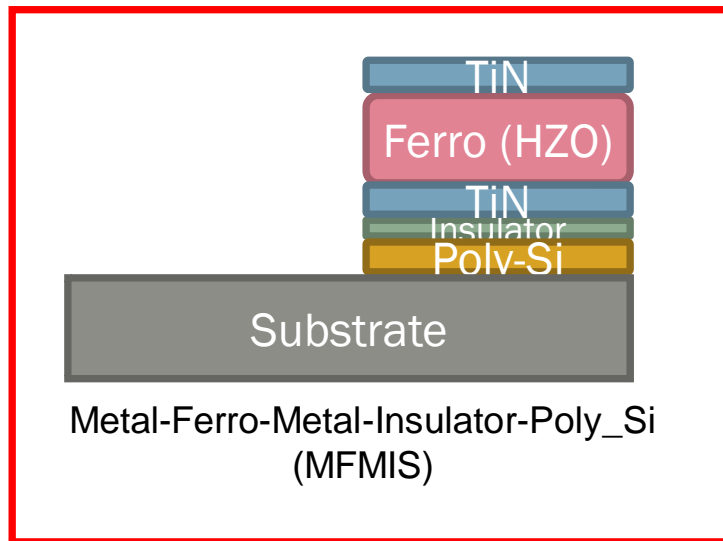 TiN
Ferro (HZO)
TiN
Insulator
Poly-Si
Substrate
Metal-Ferro-Metal-Insulator-Poly_Si
(MFMIS)